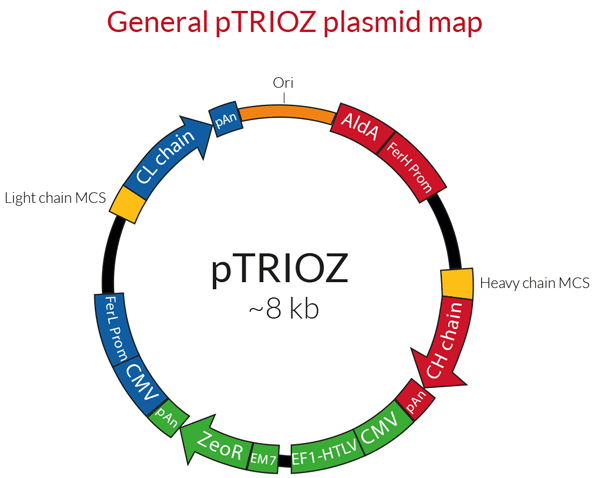 General pTRIOZ plasmid map
Ori
AldA
FerH Prom
Heavy chain MCS
CH chain
pAn
CMV
EF1-HTLV
EM7
ZeoR
pAn
CMV
FerL Prom
Light chain MCS
CL chain
pAn
pTRIOZ
~8 kb